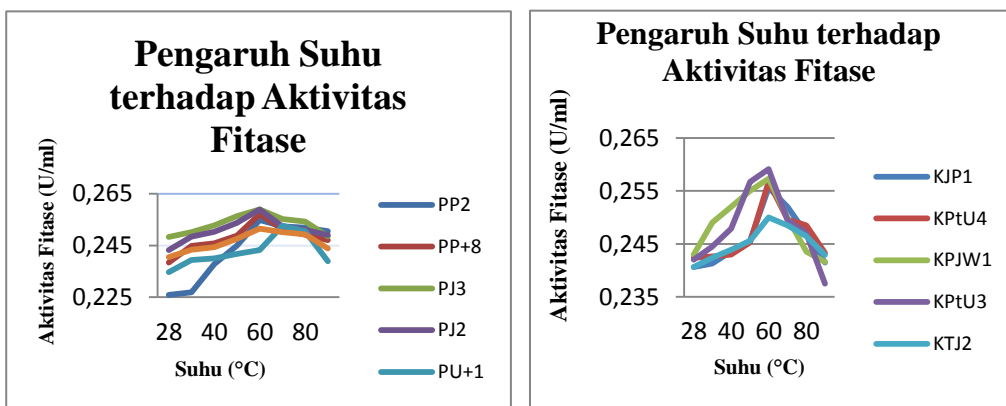 Pengaruh Suhu
terhadap Aktivitas
Fitase
Aktivitas Fitase (U/ml)
0,265
0,245
0,225
28 40 60 80
Suhu (°C)
PP2
PP+8
PJ3
PJ2
PU+1
Pengaruh Suhu terhadap
Aktivitas Fitase
Aktivitas Fitase (U/ml)
0,265
0,255
0,245
0,235
28 40 60 80
Suhu (°C)
KJP1
KPtU4
KPJW1
KPtU3
KTJ2